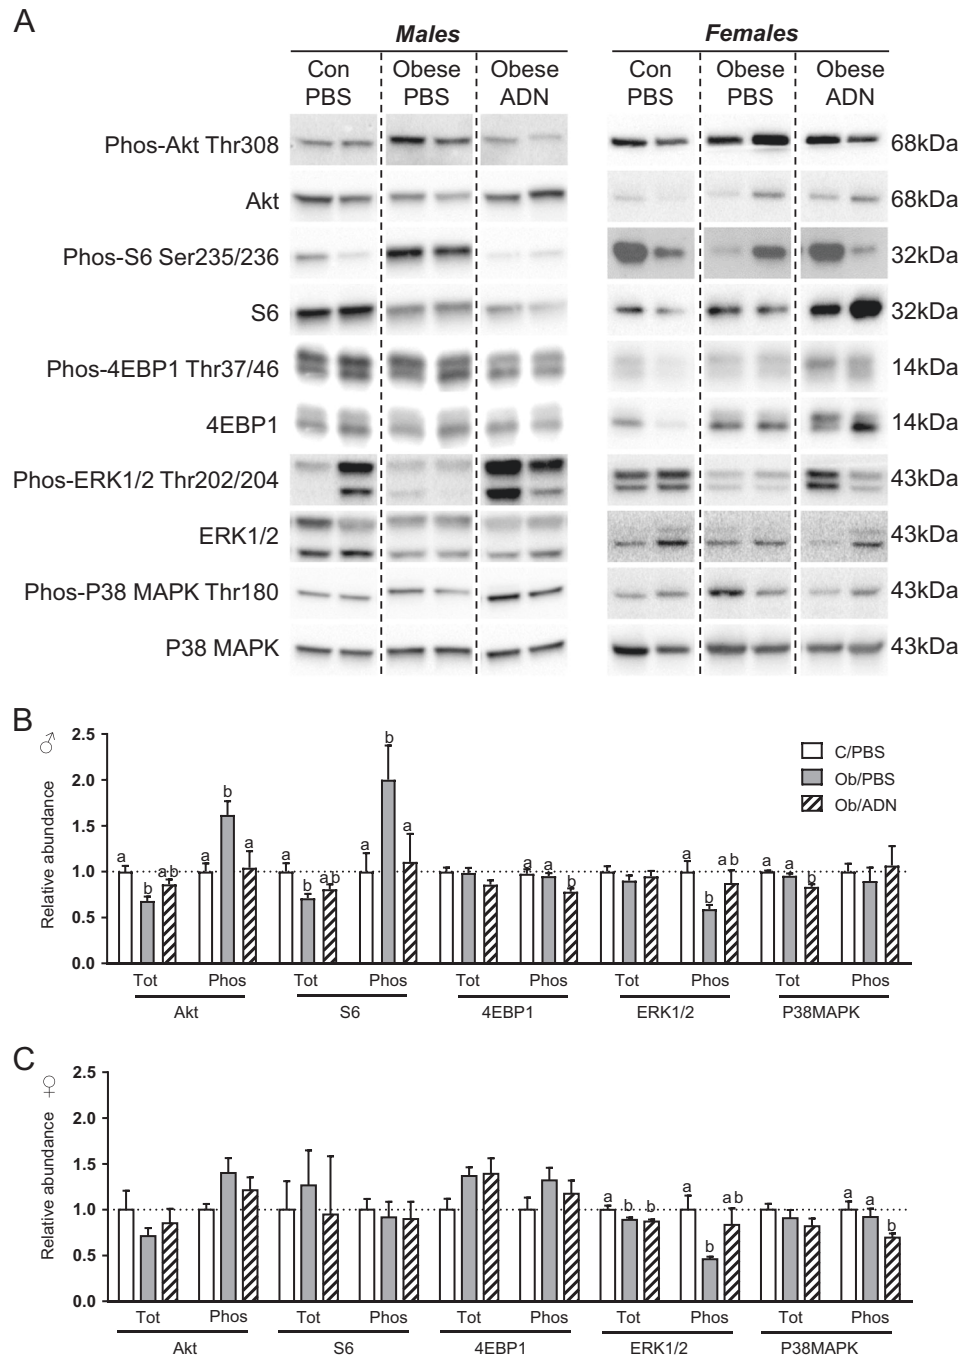 A
Males Females
Con PBS Obese PBS Obese ADN Con PBS Obese PBS Obese ADN
Phos-Akt Thr308 68kDa
Akt 68kDa
Phos-S6 Ser235/236 32kDa
S6 32kDa
Phos-4EBP1 Thr37/46 14kDa
4EBP1 14kDa
Phos-ERK1/2 Thr202/204 43kDa
ERK1/2 43kDa
Phos-P38 MAPK Thr180 43kDa
P38 MAPK 43kDa
B
♂
Relative abundance
2.5
2.0
1.5
1.0
0.5
0.0
a b ab a b a a b ab a b a a a b a b ab a a b
C/PBS
Ob/PBS
Ob/ADN
Tot Phos Tot Phos Tot Phos Tot Phos Tot Phos
Akt S6 4EBP1 ERK1/2 P38MAPK
C
♀
Relative abundance
2.5
2.0
1.5
1.0
0.5
0.0
a b b a b ab a a b
Tot Phos Tot Phos Tot Phos Tot Phos Tot Phos
Akt S6 4EBP1 ERK1/2 P38MAPK